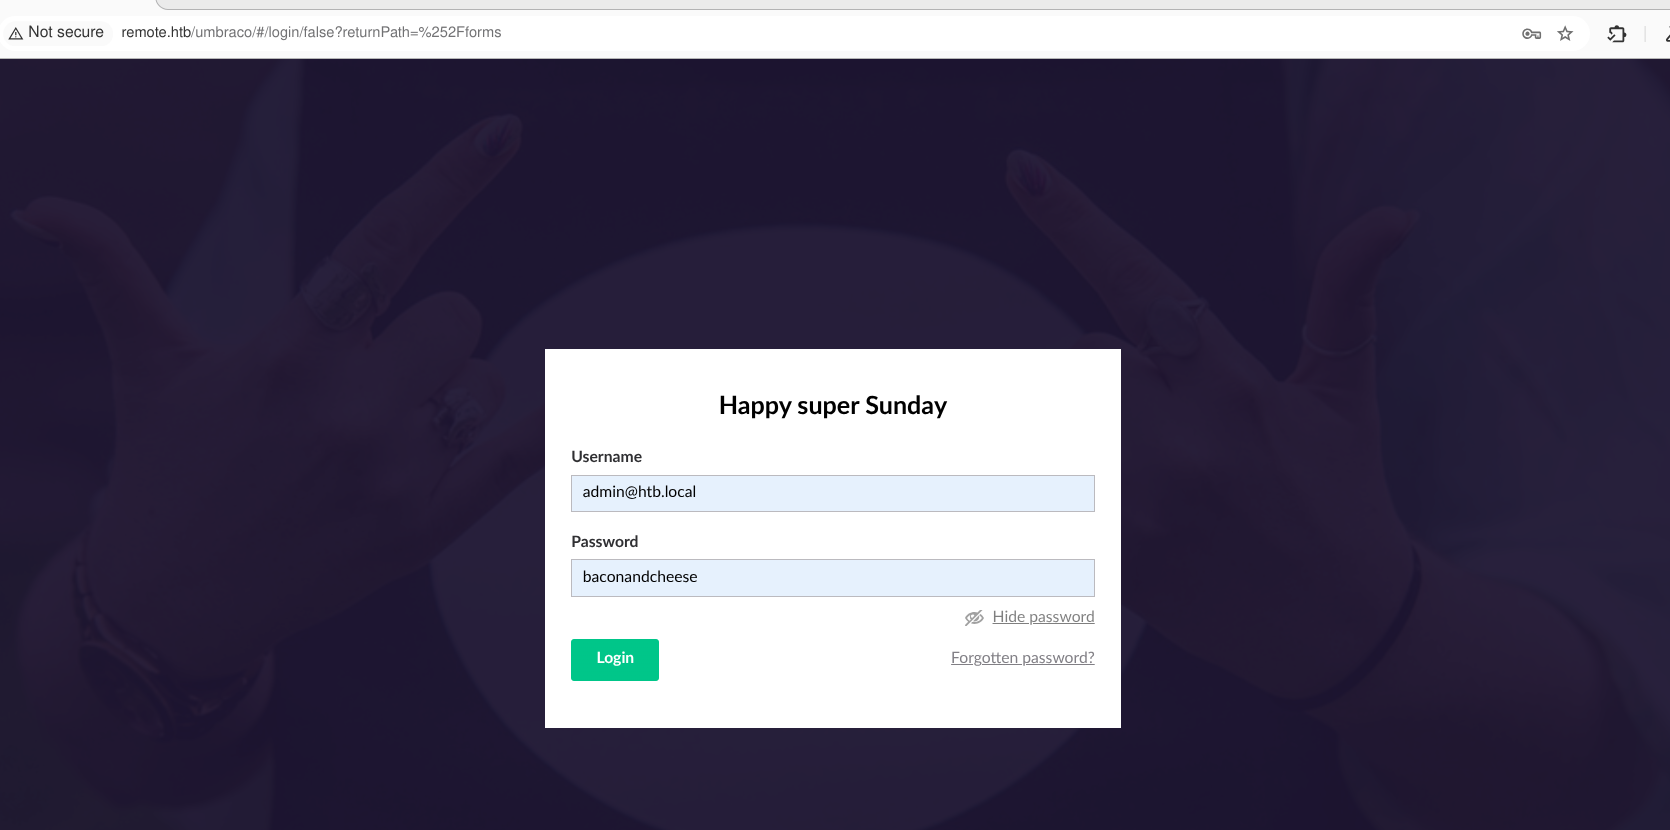 Not secure remote.htb/umbraco/#/login/false?returnPath=%252Fforms
Happy super Sunday
Username
admin@htb.local
Password
baconandcheese
Hide password
Login
Forgotten password?